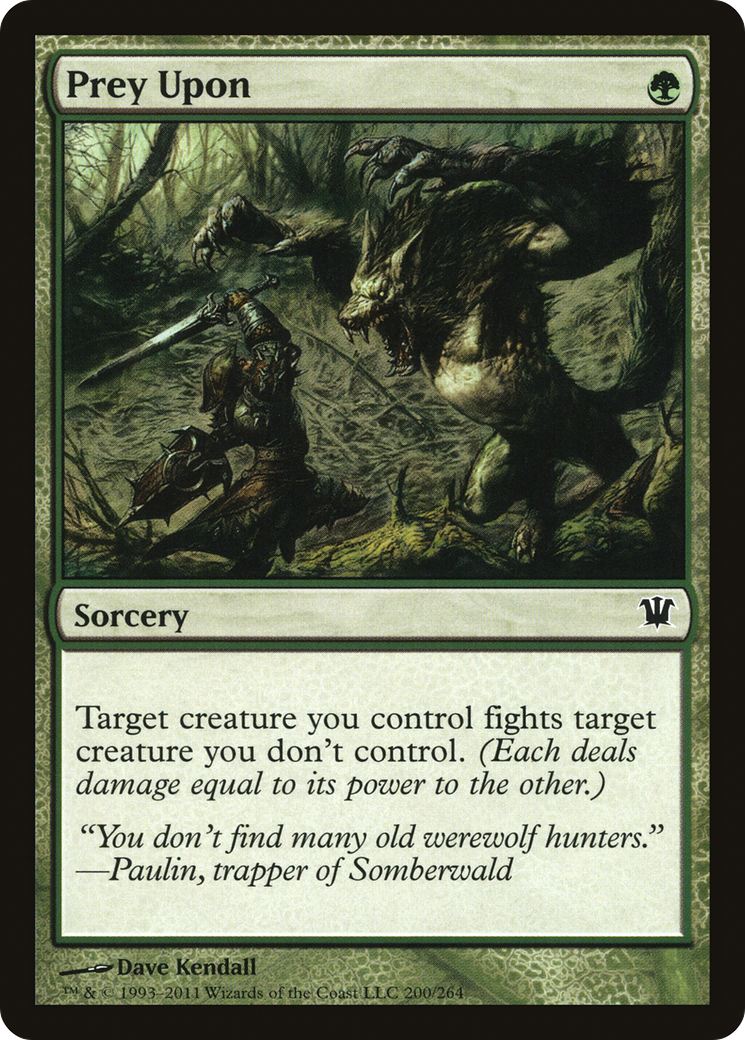 Prey Upon
Sorcery
Target creature you control fights target
creature you don't control. (Each deals
damage equal to its power to the other.)
"You don't find many old werewolf hunters."
—Paulin, trapper of Somberwald
Dave Kendall
™ & © 1993–2011 Wizards of the Coast LLC 200/264